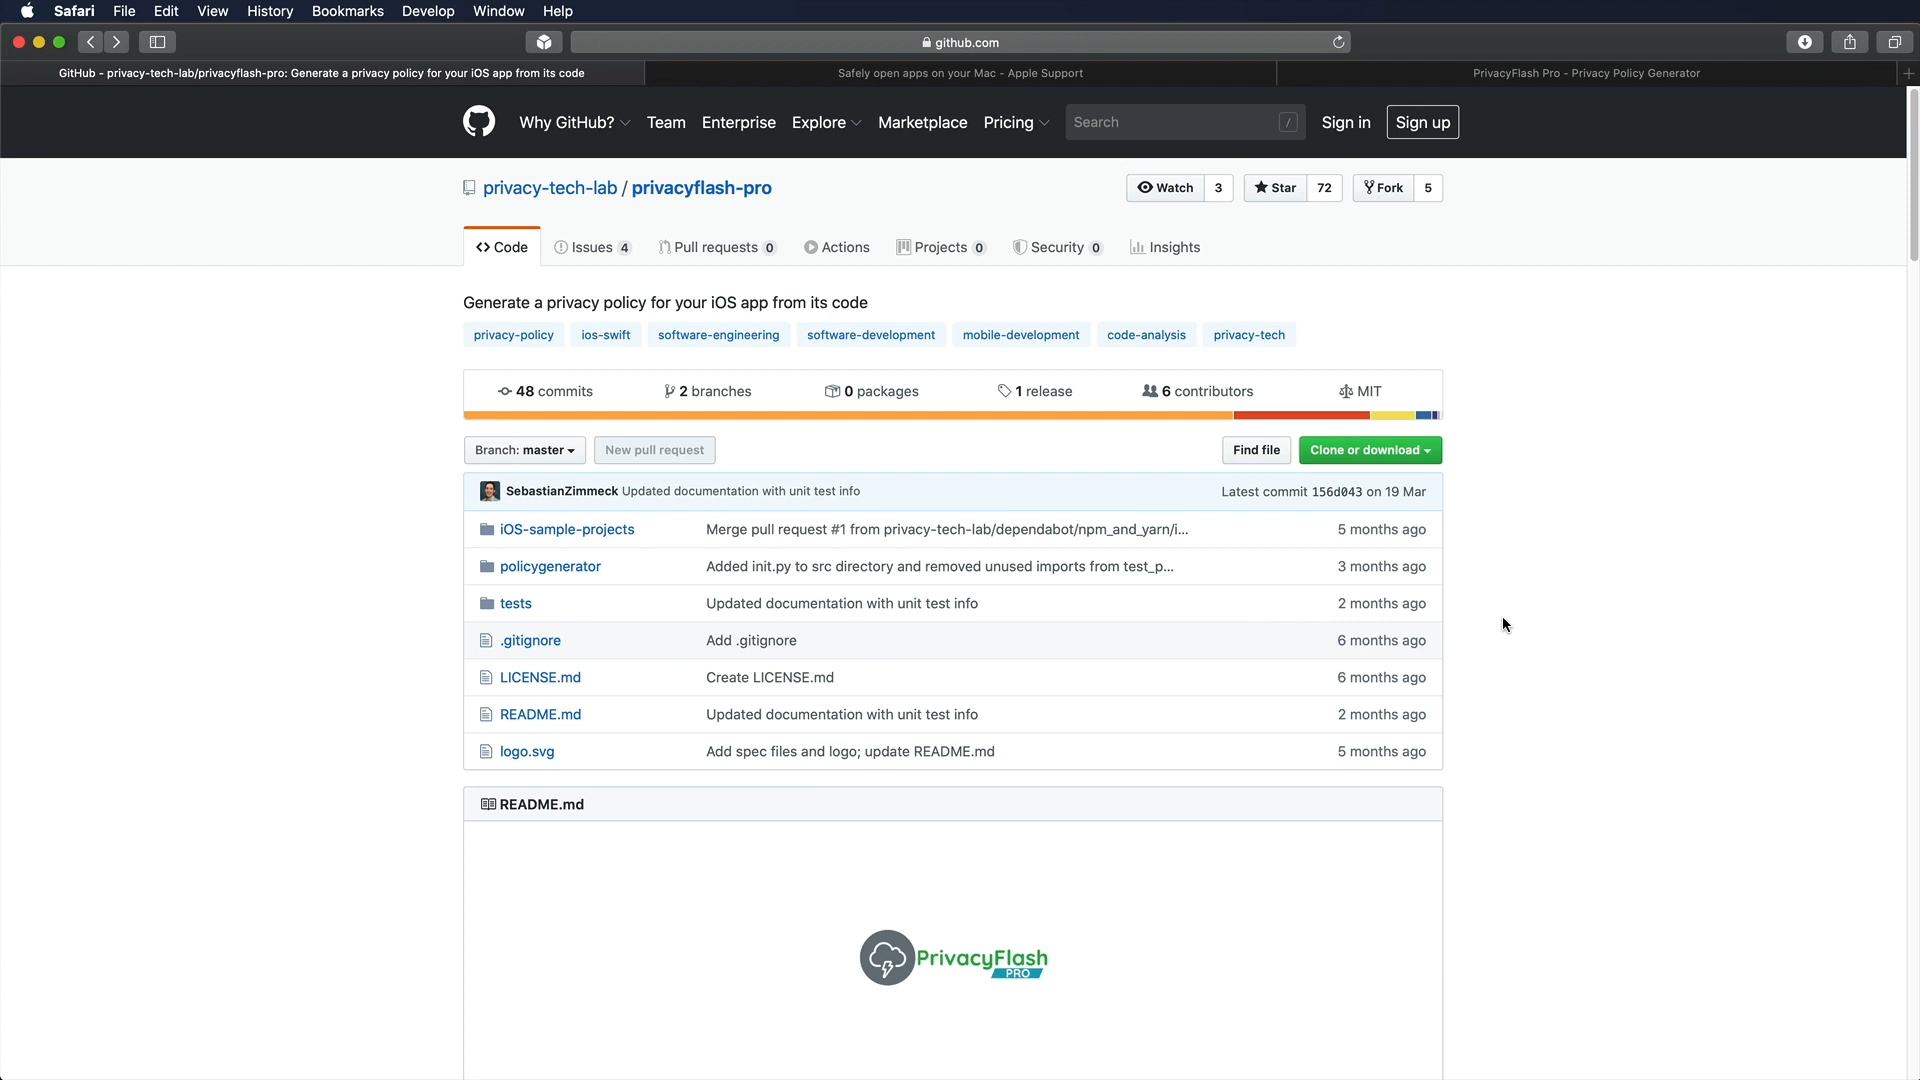 Safari File Edit View History Bookmarks Develop Window Help
github.com
GitHub - privacy-tech-lab/privacyflash-pro: Generate a privacy policy for your iOS app from its code
Safely open apps on your Mac - Apple Support
PrivacyFlash Pro - Privacy Policy Generator
Why GitHub? Team Enterprise Explore Marketplace Pricing Search / Sign in Sign up
privacy-tech-lab / privacyflash-pro Watch 3 Star 72 Fork 5
<> Code Issues 4 Pull requests 0 Actions Projects 0 Security 0 Insights
Generate a privacy policy for your iOS app from its code
privacy-policy ios-swift software-engineering software-development mobile-development code-analysis privacy-tech
48 commits 2 branches 0 packages 1 release 6 contributors MIT
Branch: master New pull request Find file Clone or download
SebastianZimmeck Updated documentation with unit test info Latest commit 156d043 on 19 Mar
iOS-sample-projects Merge pull request #1 from privacy-tech-lab/dependabot/npm_and_yarn/i... 5 months ago
policygenerator Added init.py to src directory and removed unused imports from test_p... 3 months ago
tests Updated documentation with unit test info 2 months ago
.gitignore Add .gitignore 6 months ago
LICENSE.md Create LICENSE.md 6 months ago
README.md Updated documentation with unit test info 2 months ago
logo.svg Add spec files and logo; update README.md 5 months ago
README.md
PrivacyFlash
PRO